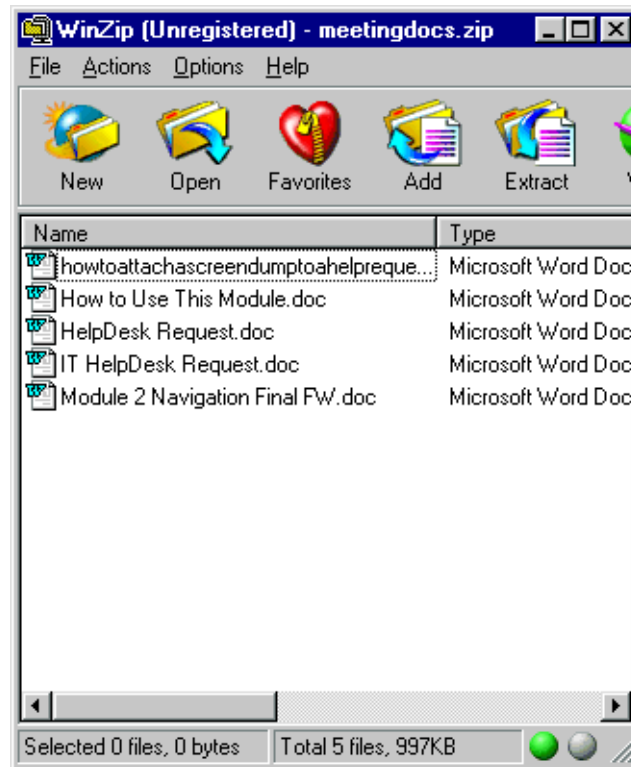 WinZip (Unregistered) - meetingdocs.zip
File Actions Options Help
New Open Favorites Add Extract
Name Type
howtoattachascreendumptoahelpreque... Microsoft Word Doc
How to Use This Module.doc Microsoft Word Doc
HelpDesk Request.doc Microsoft Word Doc
IT HelpDesk Request.doc Microsoft Word Doc
Module 2 Navigation Final FW.doc Microsoft Word Doc
Selected 0 files, 0 bytes Total 5 files, 997KB